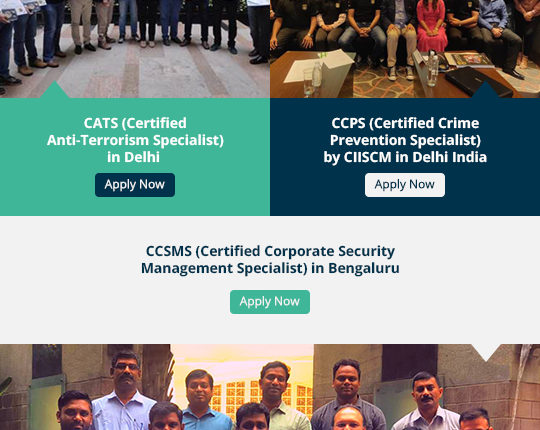 CATS (Certified
Anti-Terrorism Specialist)
in Delhi
Apply Now
CCPS (Certified Crime
Prevention Specialist)
by CIISCM in Delhi India
Apply Now
CCSMS (Certified Corporate Security
Management Specialist) in Bengaluru
Apply Now